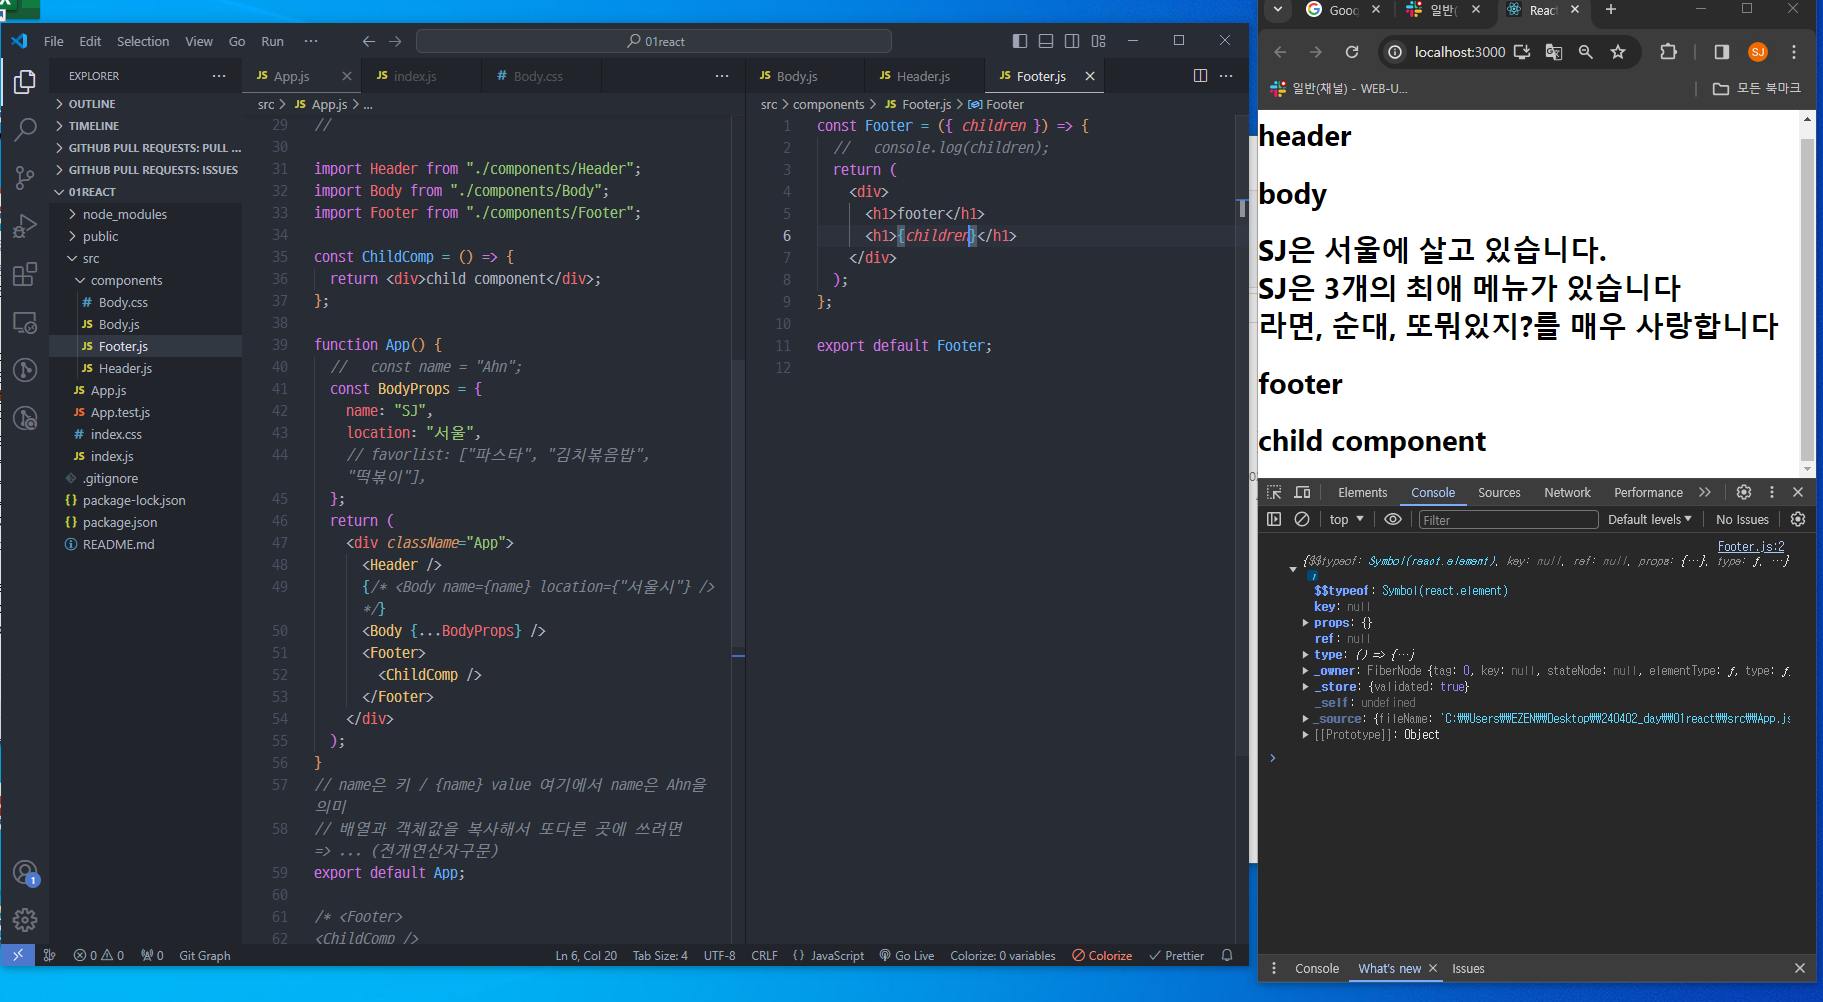 File Edit Selection View Go Run ··· 01react
EXPLORER ···
OUTLINE
TIMELINE
GITHUB PULL REQUESTS: PULL ...
GITHUB PULL REQUESTS: ISSUES
01REACT
node_modules
public
src
components
# Body.css
JS Body.js
JS Footer.js
JS Header.js
JS App.js
JS App.test.js
# index.css
JS index.js
.gitignore
{} package-lock.json
{} package.json
README.md
1
JS App.js JS index.js # Body.css ···
src > JS App.js > ...
29 //
30
31 import Header from "./components/Header";
32 import Body from "./components/Body";
33 import Footer from "./components/Footer";
34
35 const ChildComp = () => {
36 return <div>child component</div>;
37 };
38
39 function App() {
40 // const name = "Ahn";
41 const BodyProps = {
42 name: "SJ",
43 location: "서울",
44 // favorlist: ["파스타", "김치볶음밥",
"떡볶이"],
45 };
46 return (
47 <div className="App">
48 <Header />
49 {/* <Body name={name} location={"서울시"} />
*/}
50 <Body {...BodyProps} />
51 <Footer>
52 <ChildComp />
53 </Footer>
54 </div>
55 );
56 }
57 // name은 키 / {name} value 여기에서 name은 Ahn을
의미
58 // 배열과 객체값을 복사해서 또다른 곳에 쓰려면
=> ... (전개연산자구문)
59 export default App;
60
61 /* <Footer>
62 <ChildComp />
JS Body.js JS Header.js JS Footer.js ···
src > components > JS Footer.js > Footer
1 const Footer = ({ children }) => {
2 // console.log(children);
3 return (
4 <div>
5 <h1>footer</h1>
6 <h1>{children}</h1>
7 </div>
8 );
9 };
10
11 export default Footer;
12
0 0 0 Git Graph Ln 6, Col 20 Tab Size: 4 UTF-8 CRLF {} JavaScript Go Live Colorize: 0 variables Colorize Prettier
Goo 일반( React
localhost:3000 SJ
일반(채널) - WEB-U... 모든 북마크
header
body
SJ은 서울에 살고 있습니다.
SJ은 3개의 최애 메뉴가 있습니다
라면, 순대, 또뭐있지?를 매우 사랑합니다
footer
child component
Elements Console Sources Network Performance
top Filter Default levels No Issues
Footer.js:2
{$$typeof: Symbol(react.element), key: null, ref: null, props: {…}, type: ƒ, …}
$$typeof: Symbol(react.element)
key: null
props: {}
ref: null
type: () => {…}
_owner: FiberNode {tag: 0, key: null, stateNode: null, elementType: ƒ, type: ƒ,
_store: {validated: true}
_self: undefined
_source: {fileName: 'C:₩₩Users₩₩EZEN₩₩Desktop₩₩240402_day₩₩01react₩₩src₩₩App.js
[[Prototype]]: Object
Console What's new Issues